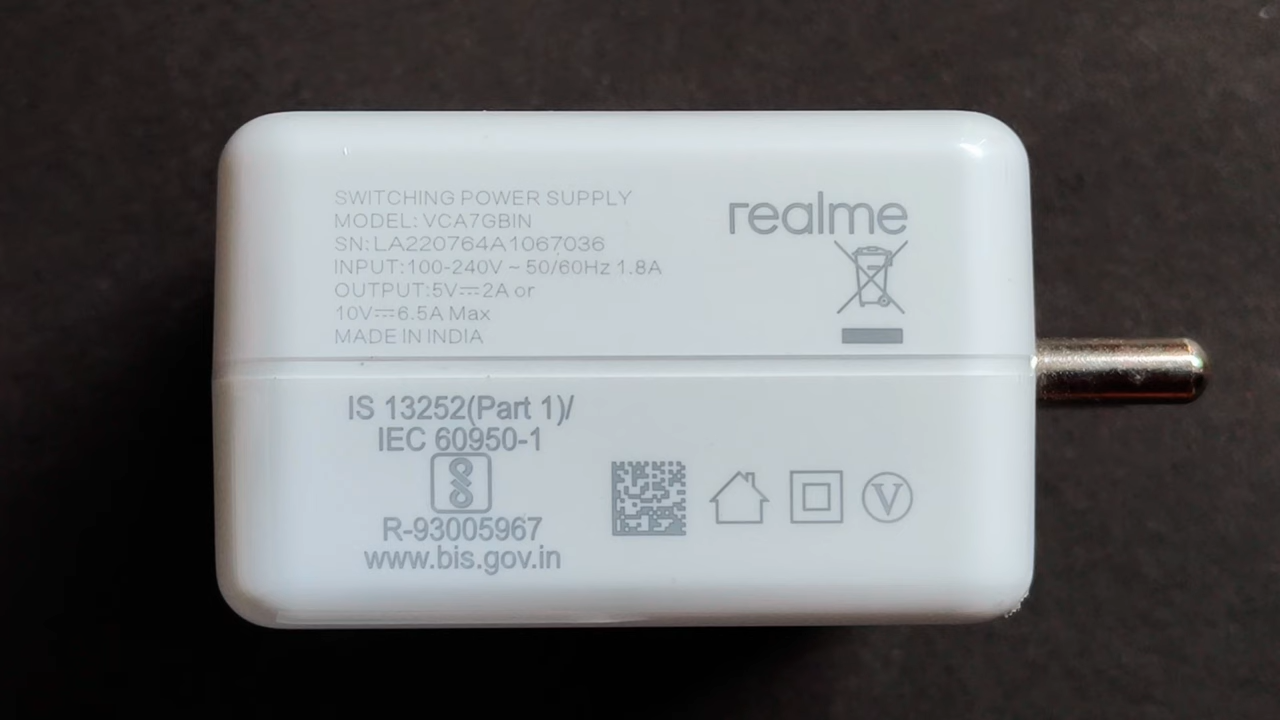 SWITCHING POWER SUPPLY
MODEL: VCA7GBIN
SN:LA220764A1067036
INPUT:100-240V ~ 50/60Hz 1.8A
OUTPUT:5V⎓2A or
10V⎓6.5A Max
MADE IN INDIA
realme
IS 13252(Part 1)/
IEC 60950-1
R-93005967
www.bis.gov.in
V